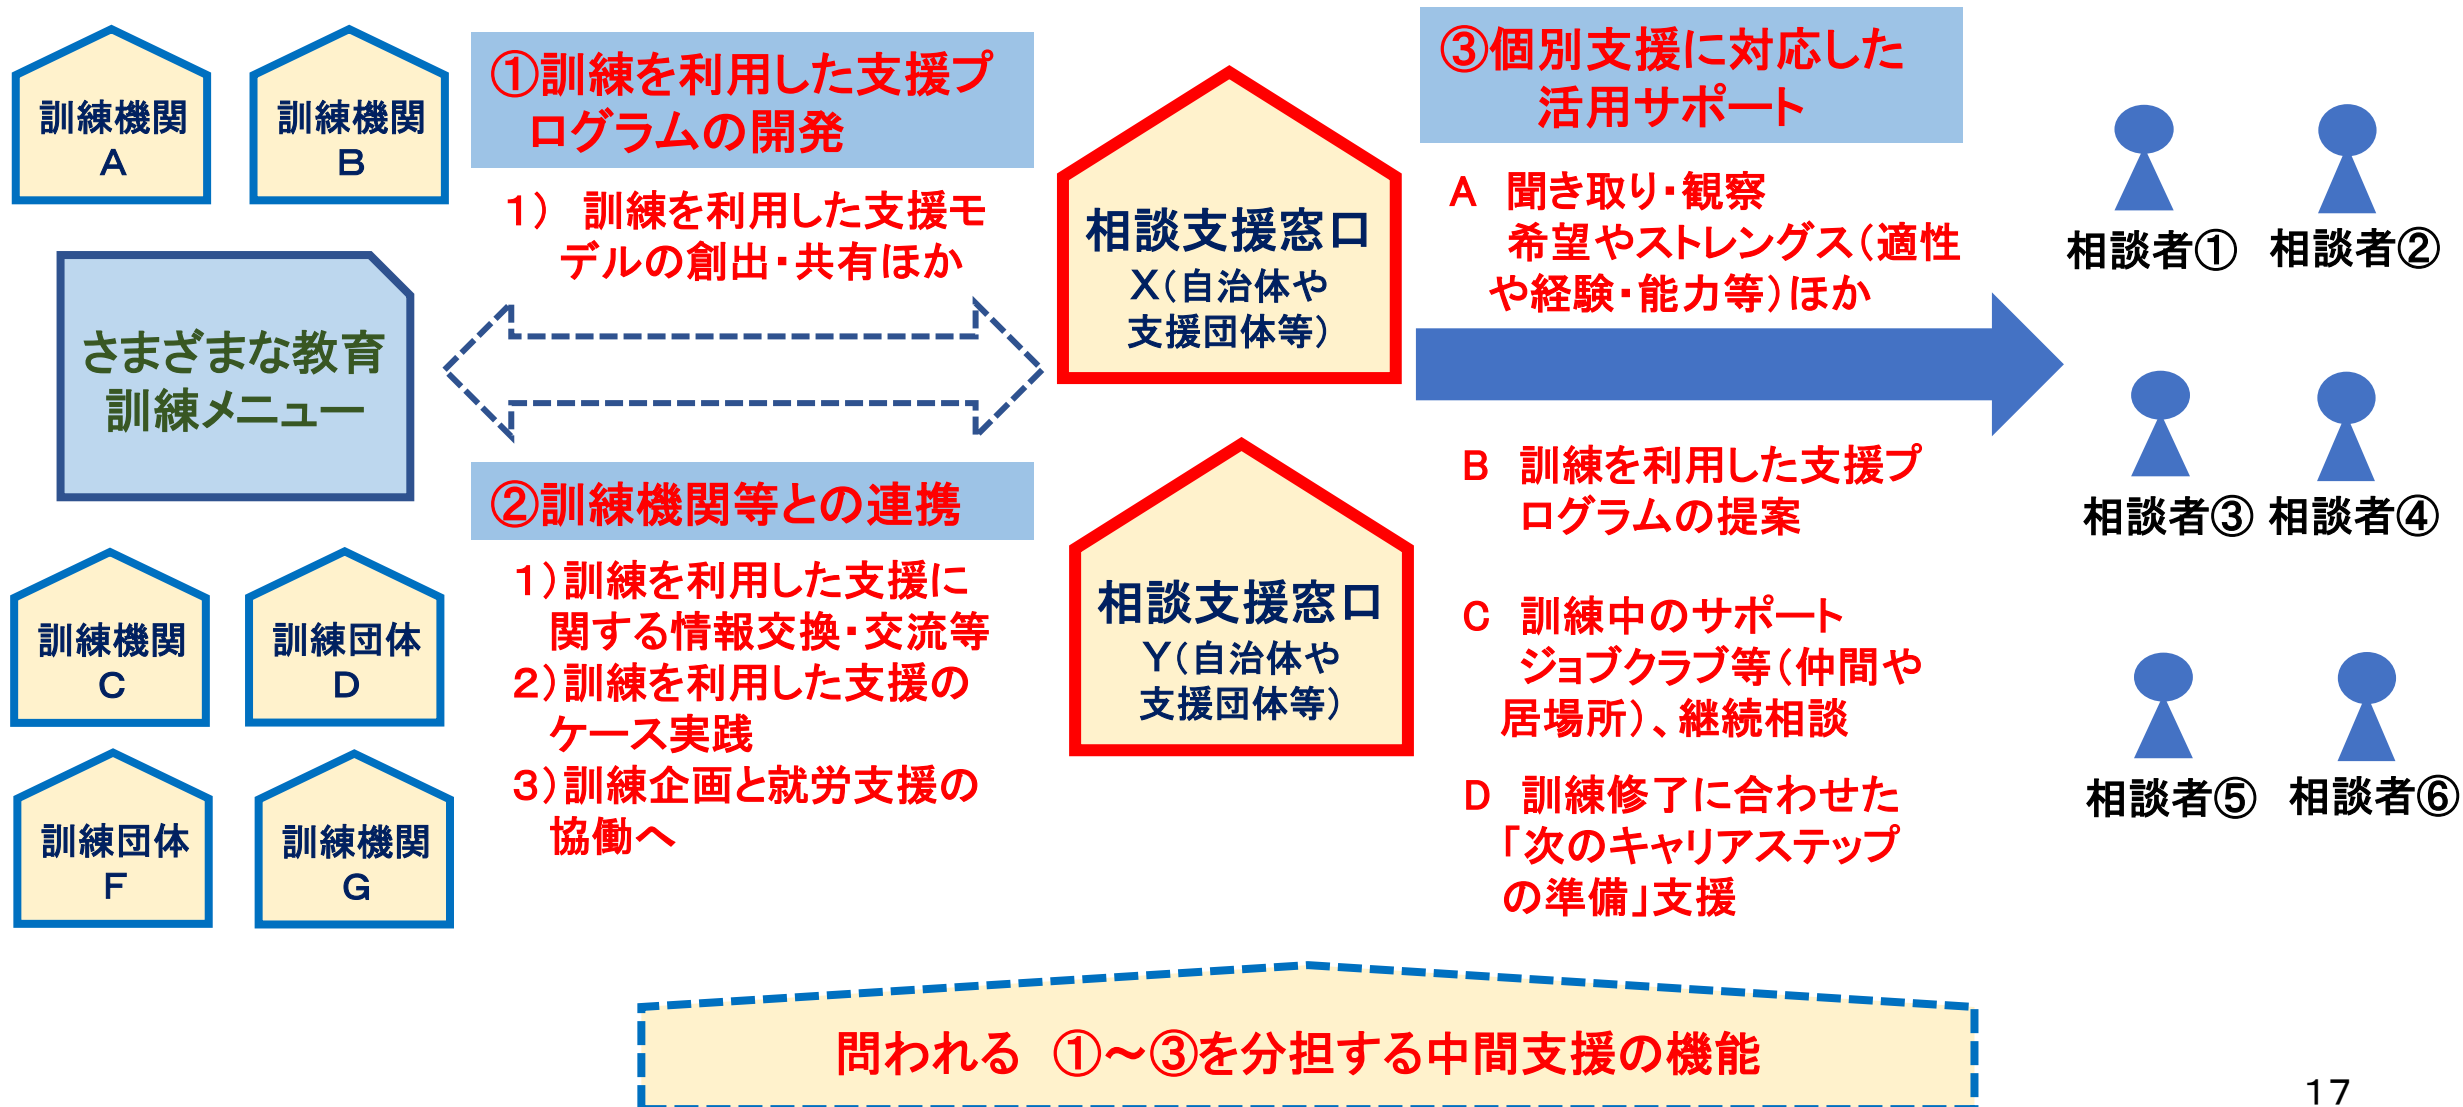 訓練機関
A
訓練機関
B
さまざまな教育
訓練メニュー
訓練機関
C
訓練団体
D
訓練団体
F
訓練機関
G
①訓練を利用した支援プ
ログラムの開発
１） 訓練を利用した支援モ
デルの創出・共有ほか
②訓練機関等との連携
１）訓練を利用した支援に
関する情報交換・交流等
２）訓練を利用した支援の
ケース実践
３）訓練企画と就労支援の
協働へ
相談支援窓口
X（自治体や
支援団体等）
相談支援窓口
Y（自治体や
支援団体等）
③個別支援に対応した
活用サポート
A 聞き取り・観察
希望やストレングス（適性
や経験・能力等）ほか
B 訓練を利用した支援プ
ログラムの提案
C 訓練中のサポート
ジョブクラブ等（仲間や
居場所）、継続相談
D 訓練修了に合わせた
「次のキャリアステップ
の準備」支援
相談者①
相談者②
相談者③
相談者④
相談者⑤
相談者⑥
問われる ①～③を分担する中間支援の機能
17